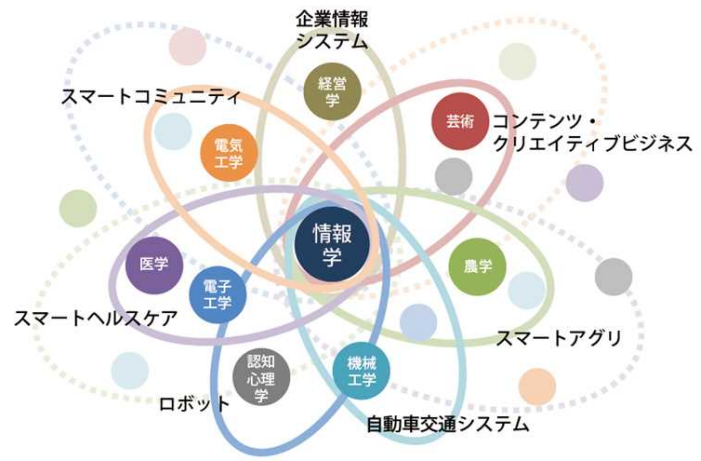 企業情報
システム
経営
学
スマートコミュニティ
芸術
コンテンツ・
クリエイティブビジネス
電気
工学
情報
学
医学
農学
電子
工学
スマートヘルスケア
スマートアグリ
認知
心理
学
機械
工学
ロボット
自動車交通システム